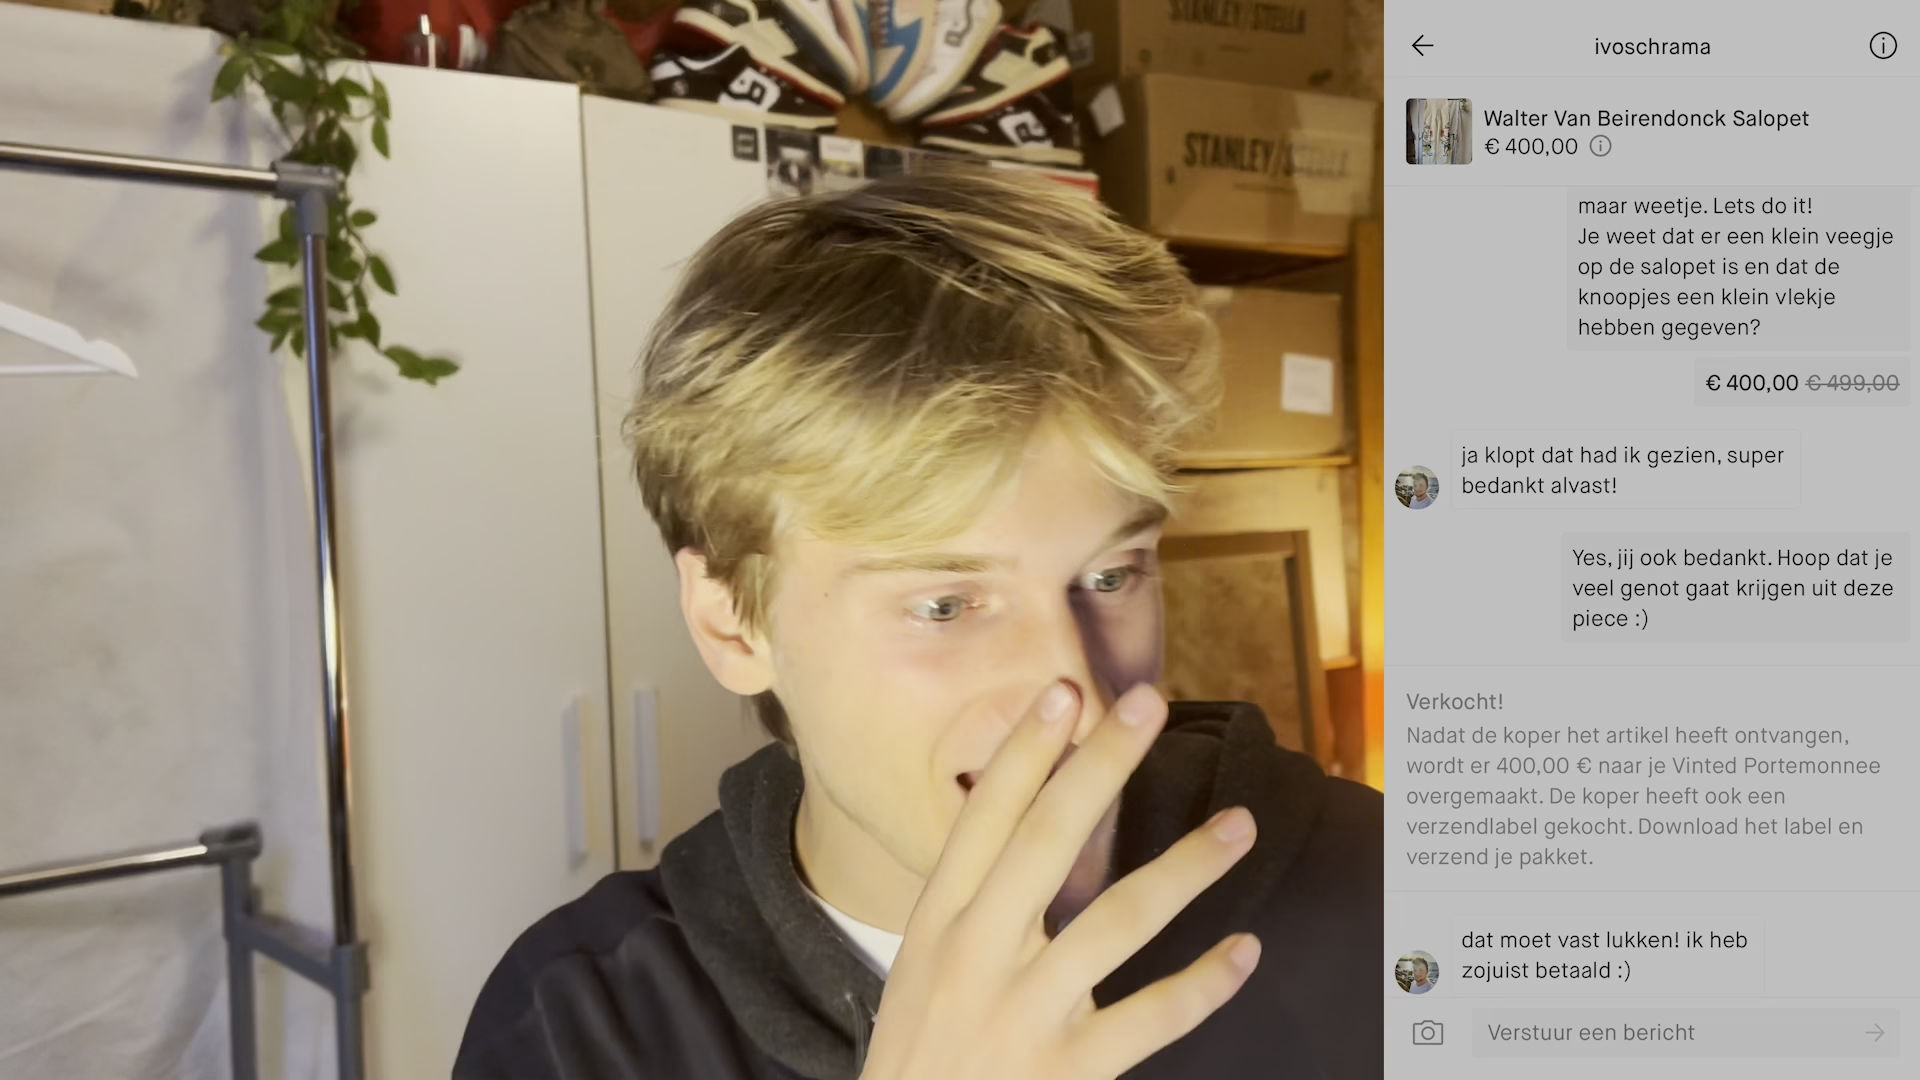 STANLEY/STELLA
STANLEY/STELLA
ivoschrama
Walter Van Beirendonck Salopet
€ 400,00
maar weetje. Lets do it!
Je weet dat er een klein veegje
op de salopet is en dat de
knoopjes een klein vlekje
hebben gegeven?
€ 400,00 € 499,00
ja klopt dat had ik gezien, super
bedankt alvast!
Yes, jij ook bedankt. Hoop dat je
veel genot gaat krijgen uit deze
piece :)
Verkocht!
Nadat de koper het artikel heeft ontvangen,
wordt er 400,00 € naar je Vinted Portemonnee
overgemaakt. De koper heeft ook een
verzendlabel gekocht. Download het label en
verzend je pakket.
dat moet vast lukken! ik heb
zojuist betaald :)
Verstuur een bericht